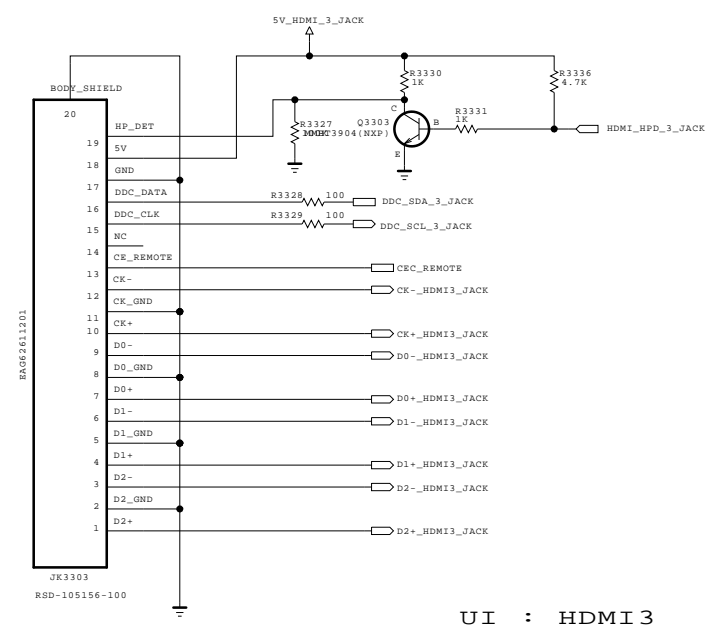 5V_HDMI_3_JACK
BODY_SHIELD
20
R3330
1K
R3336
4.7K
HP_DET
19
R3327
C
Q3303
MMBT3904(NXP)
B
E
R3331
1K
HDMI_HPD_3_JACK
5V
18
GND
17
DDC_DATA
16
R3328 100
DDC_SDA_3_JACK
DDC_CLK
15
R3329 100
DDC_SCL_3_JACK
NC
14
CE_REMOTE
13
CEC_REMOTE
CK-
12
CK-_HDMI3_JACK
CK_GND
11
CK+
10
CK+_HDMI3_JACK
D0-
9
D0-_HDMI3_JACK
D0_GND
8
D0+
7
D0+_HDMI3_JACK
D1-
6
D1-_HDMI3_JACK
D1_GND
5
D1+
4
D1+_HDMI3_JACK
D2-
3
D2-_HDMI3_JACK
D2_GND
2
D2+
1
D2+_HDMI3_JACK
EAG62611201
JK3303
RSD-105156-100
UI : HDMI3